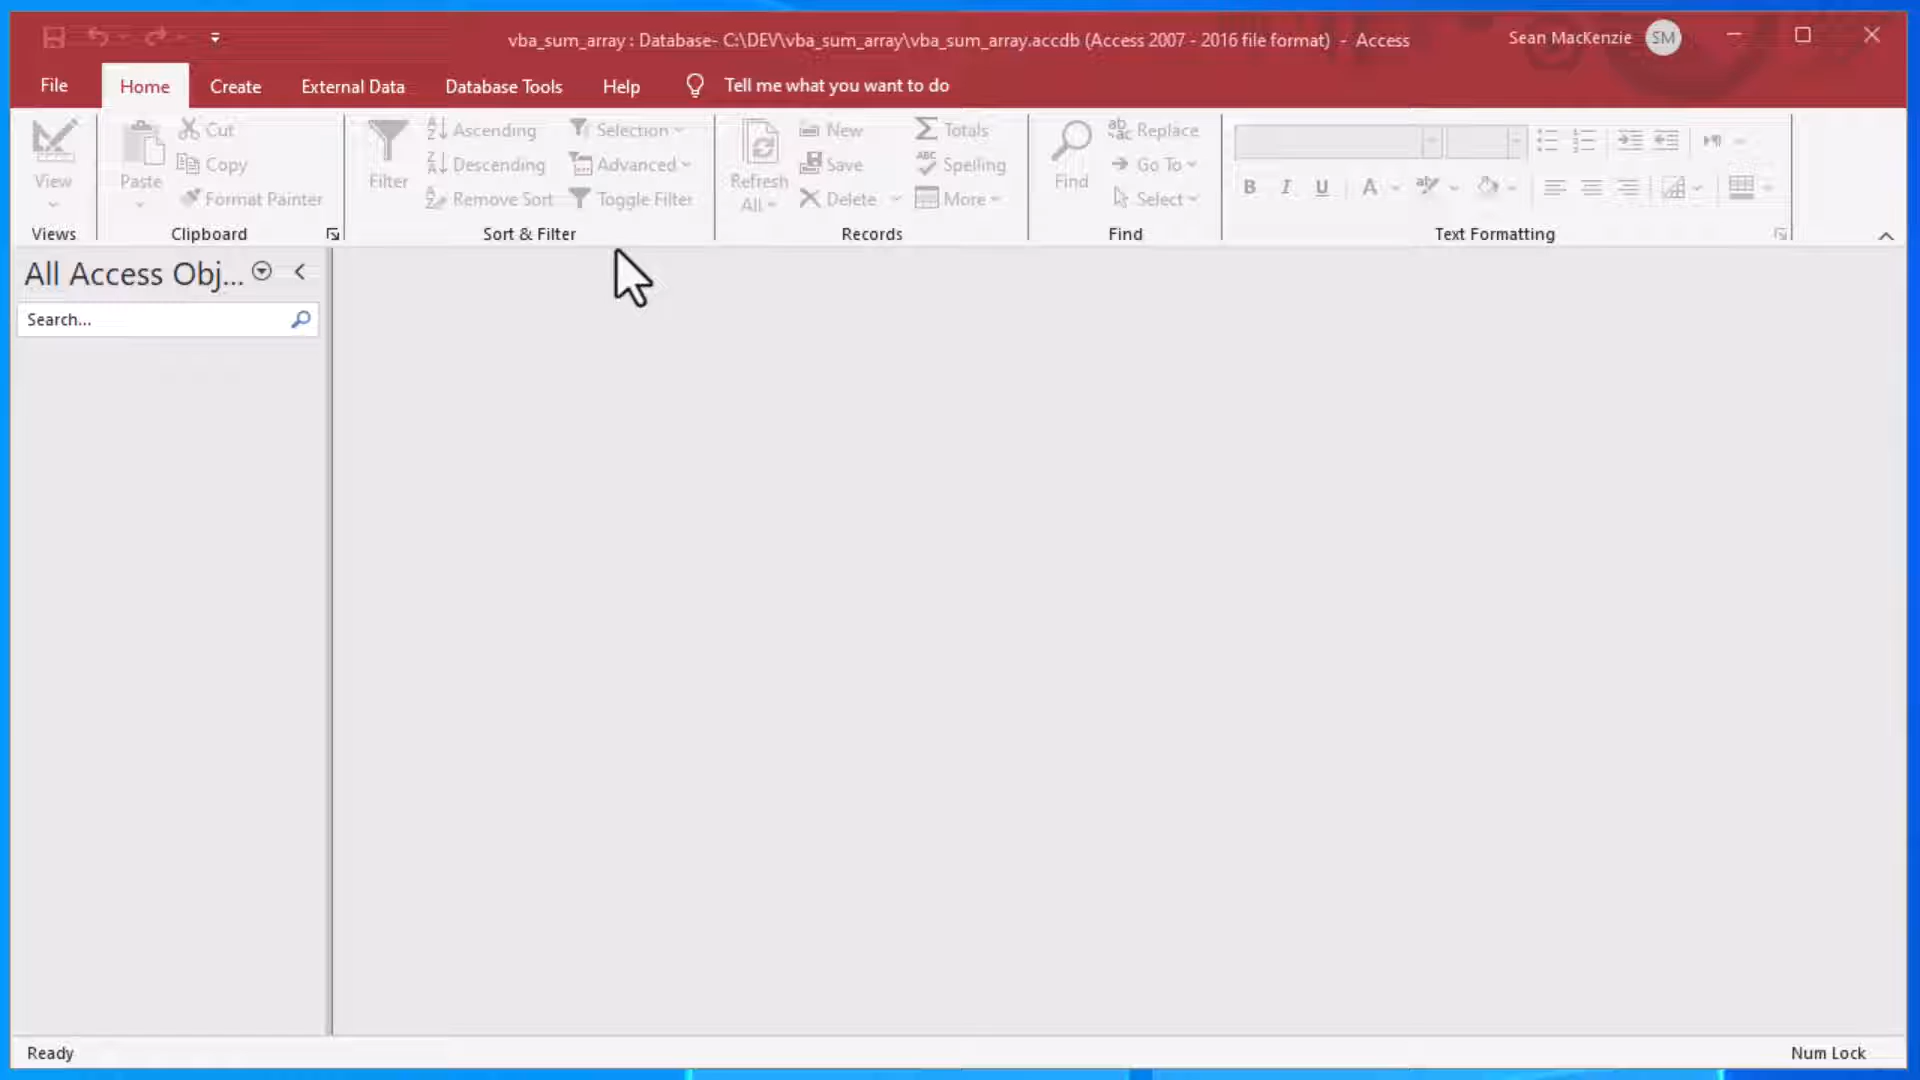 vba_sum_array : Database- C:\DEV\vba_sum_array\vba_sum_array.accdb (Access 2007 - 2016 file format) - Access
Sean MacKenzie SM
File Home Create External Data Database Tools Help Tell me what you want to do
View
Views
Paste
Cut
Copy
Format Painter
Clipboard
Filter
Ascending
Descending
Remove Sort
Selection
Advanced
Toggle Filter
Sort & Filter
Refresh
All
New
Save
Delete
Totals
Spelling
More
Records
Find
Replace
Go To
Select
Find
B I U A
Text Formatting
All Access Obj...
Search...
Ready
Num Lock